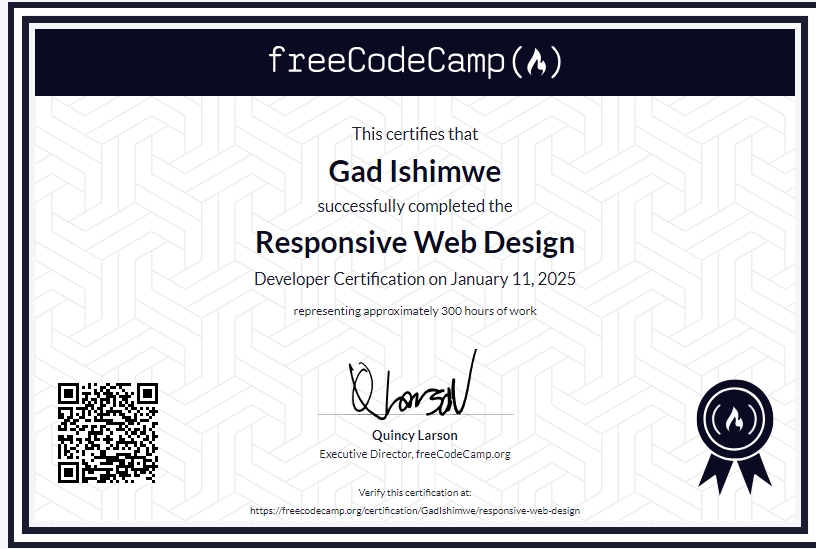 freeCodeCamp
This certifies that
Gad Ishimwe
successfully completed the
Responsive Web Design
Developer Certification on January 11, 2025
representing approximately 300 hours of work
Q Larson
Quincy Larson
Executive Director, freeCodeCamp.org
Verify this certification at:
https://freecodecamp.org/certification/GadIshimwe/responsive-web-design